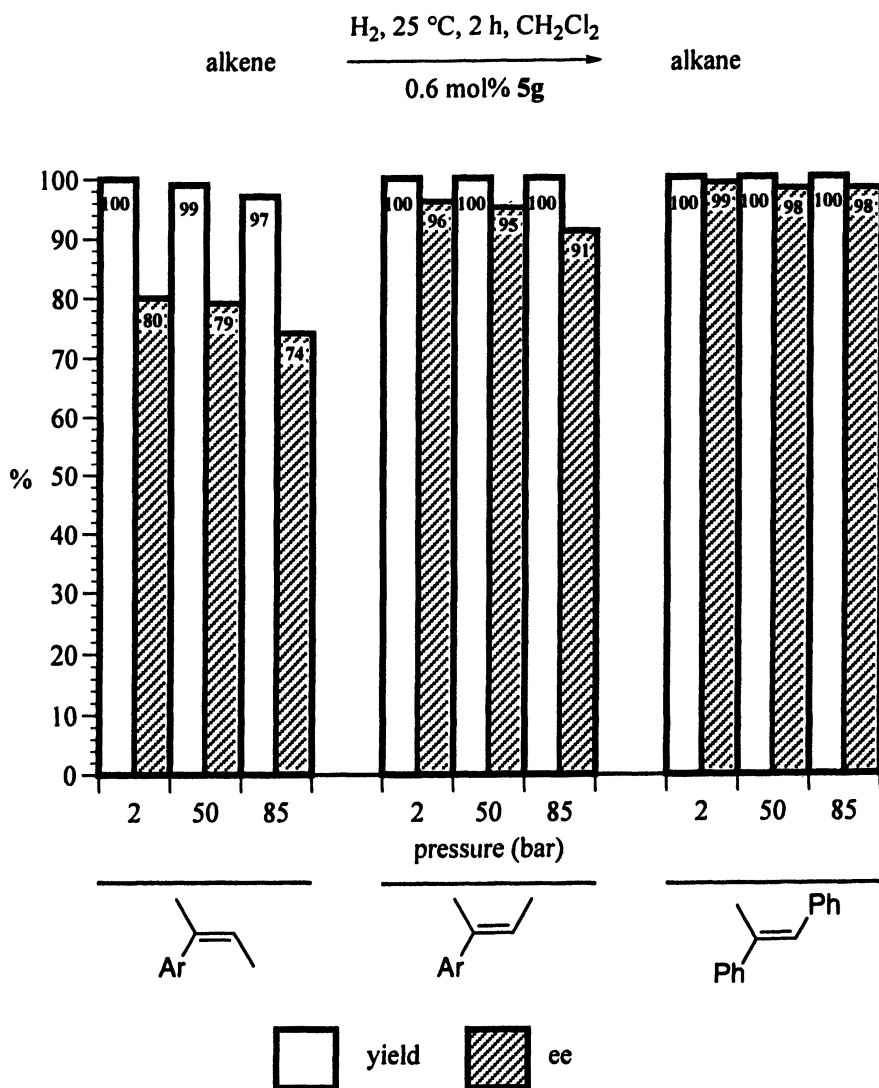 H₂, 25 °C, 2 h, CH₂Cl₂
alkene alkane
0.6 mol% 5g
100
90
80
70
60
50
40
30
20
10
0
%
100 80 99 79 97 74
100 96 100 95 100 91
100 99 100 98 100 98
2 50 85 2 50 85 2 50 85
pressure (bar)
Ar
Ar
Ph Ph
yield ee